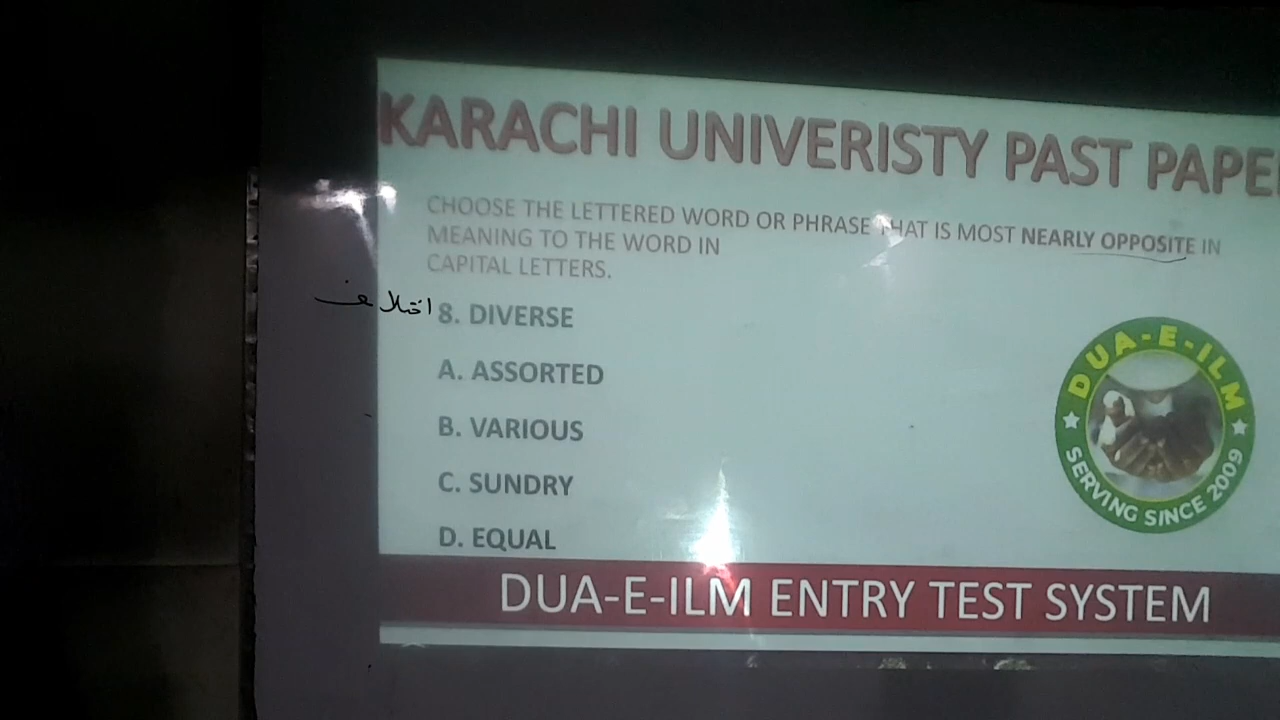 KARACHI UNIVERISTY PAST PAPE
CHOOSE THE LETTERED WORD OR PHRASE THAT IS MOST NEARLY OPPOSITE IN
MEANING TO THE WORD IN
CAPITAL LETTERS.
8. DIVERSE اختلاف
A. ASSORTED
B. VARIOUS
C. SUNDRY
D. EQUAL
DUA-E-ILM
SERVING SINCE 2009
DUA-E-ILM ENTRY TEST SYSTEM